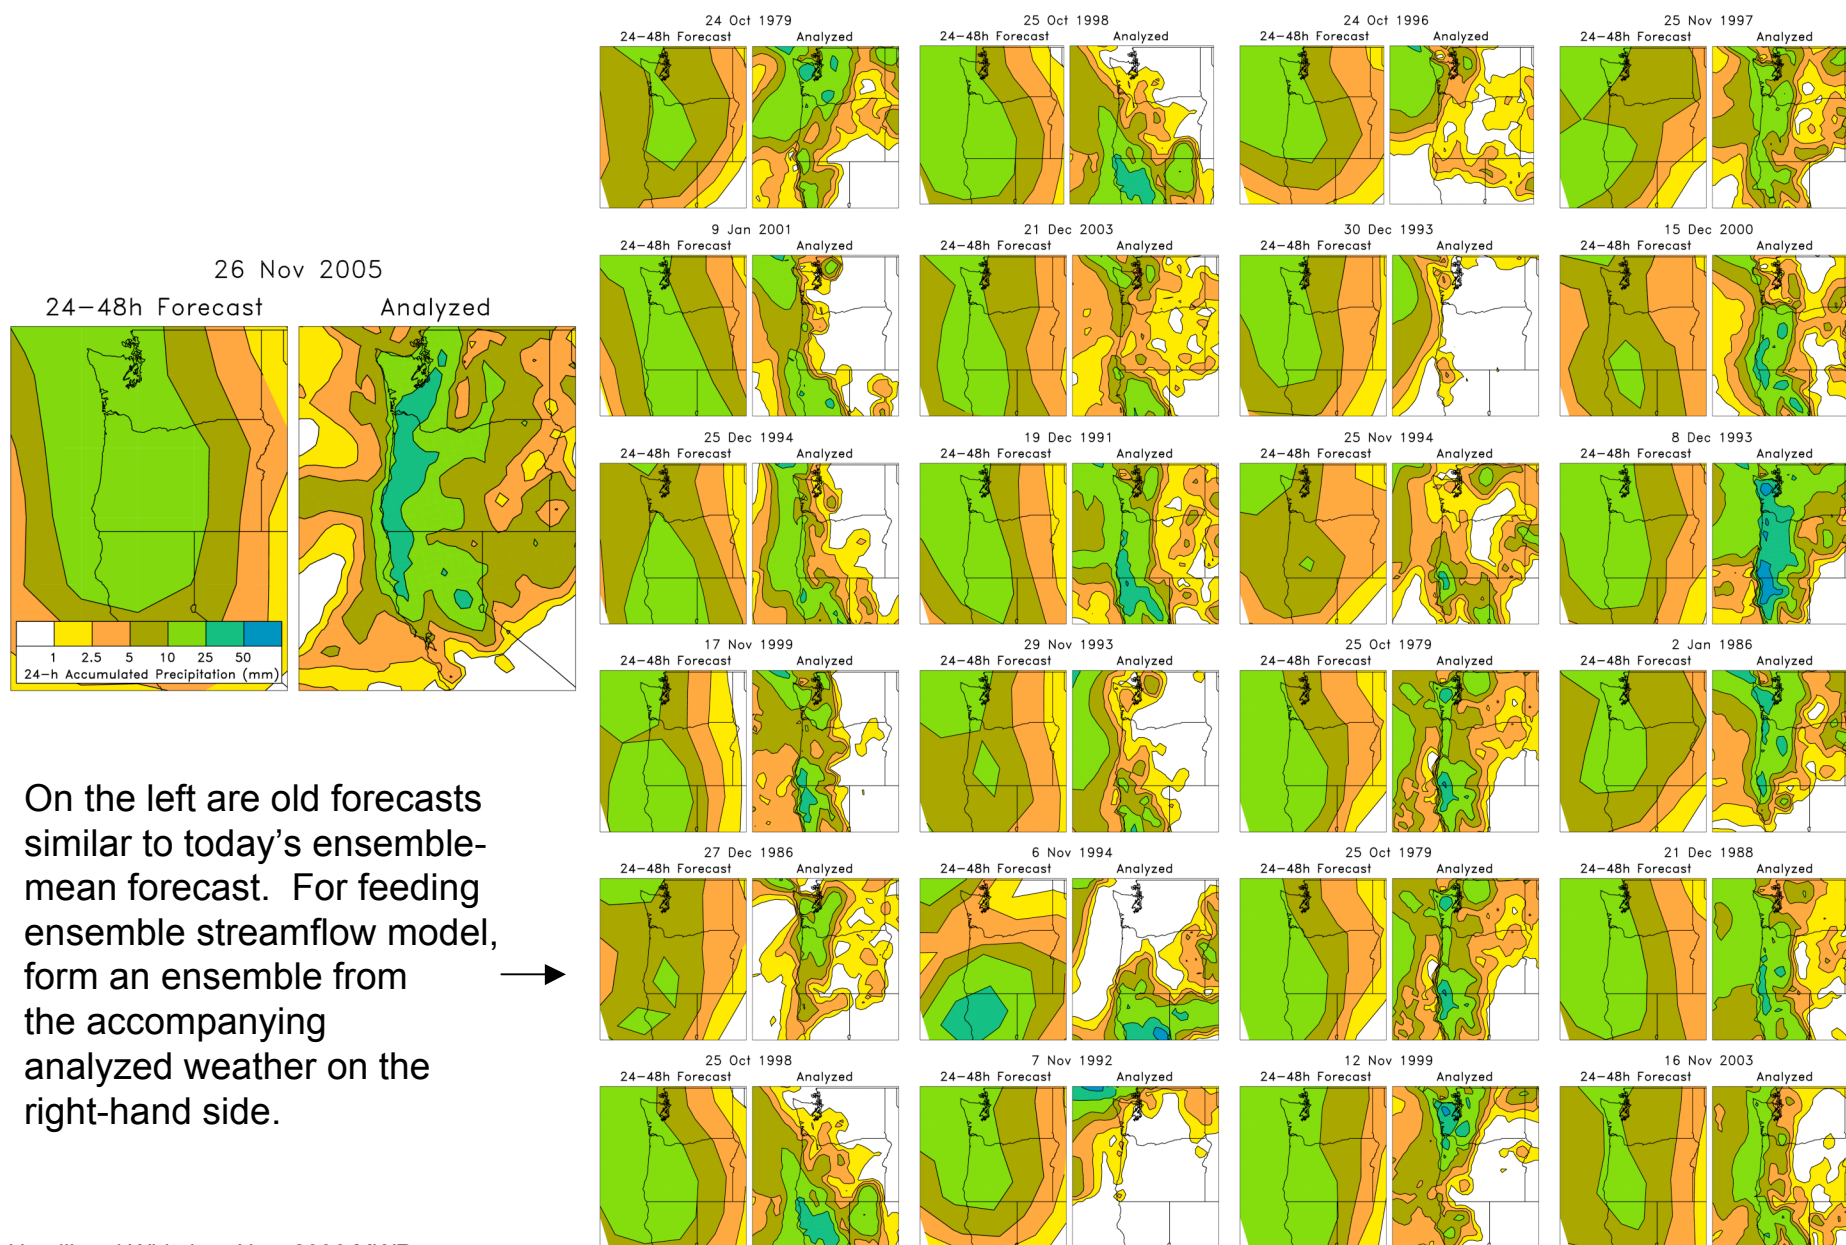 24 Oct 1979
24-48h Forecast Analyzed
25 Oct 1998
24-48h Forecast Analyzed
24 Oct 1996
24-48h Forecast Analyzed
25 Nov 1997
24-48h Forecast Analyzed
9 Jan 2001
24-48h Forecast Analyzed
21 Dec 2003
24-48h Forecast Analyzed
30 Dec 1993
24-48h Forecast Analyzed
15 Dec 2000
24-48h Forecast Analyzed
26 Nov 2005
24-48h Forecast Analyzed
1 2.5 5 10 25 50
24-h Accumulated Precipitation (mm)
25 Dec 1994
24-48h Forecast Analyzed
19 Dec 1991
24-48h Forecast Analyzed
25 Nov 1994
24-48h Forecast Analyzed
8 Dec 1993
24-48h Forecast Analyzed
17 Nov 1999
24-48h Forecast Analyzed
29 Nov 1993
24-48h Forecast Analyzed
25 Oct 1979
24-48h Forecast Analyzed
2 Jan 1986
24-48h Forecast Analyzed
On the left are old forecasts
similar to today's ensemble-
mean forecast. For feeding
ensemble streamflow model,
form an ensemble from
the accompanying
analyzed weather on the
right-hand side.
27 Dec 1986
24-48h Forecast Analyzed
6 Nov 1994
24-48h Forecast Analyzed
25 Oct 1979
24-48h Forecast Analyzed
21 Dec 1988
24-48h Forecast Analyzed
25 Oct 1998
24-48h Forecast Analyzed
7 Nov 1992
24-48h Forecast Analyzed
12 Nov 1999
24-48h Forecast Analyzed
16 Nov 2003
24-48h Forecast Analyzed